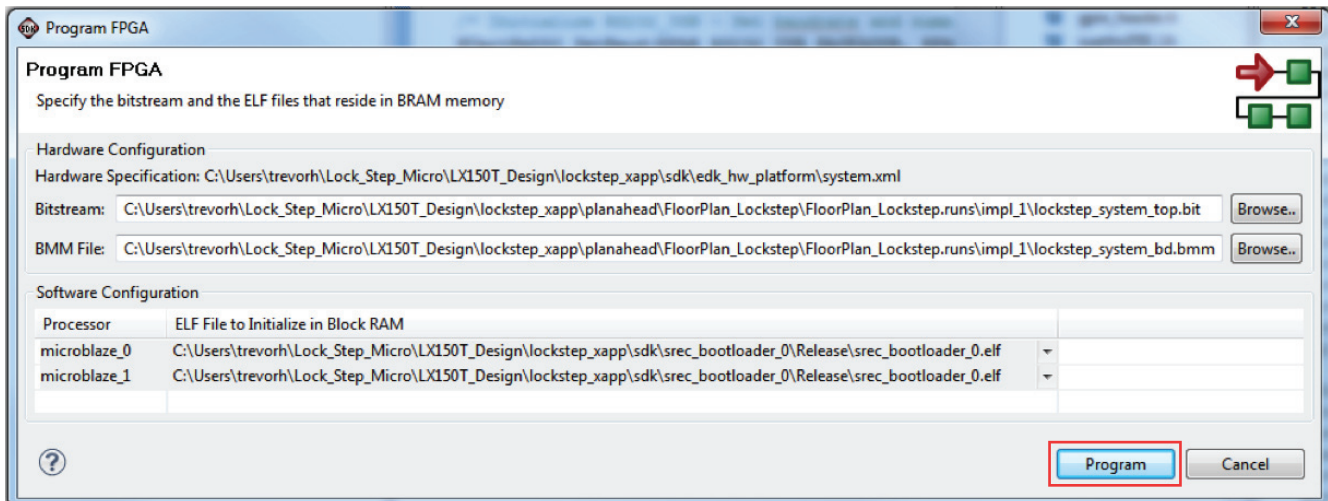 SDK Program FPGA
Program FPGA
Specify the bitstream and the ELF files that reside in BRAM memory
Hardware Configuration
Hardware Specification: C:\Users\trevorh\Lock_Step_Micro\LX150T_Design\lockstep_xapp\sdk\edk_hw_platform\system.xml
Bitstream: C:\Users\trevorh\Lock_Step_Micro\LX150T_Design\lockstep_xapp\planahead\FloorPlan_Lockstep\FloorPlan_Lockstep.runs\impl_1\lockstep_system_top.bit Browse..
BMM File: C:\Users\trevorh\Lock_Step_Micro\LX150T_Design\lockstep_xapp\planahead\FloorPlan_Lockstep\FloorPlan_Lockstep.runs\impl_1\lockstep_system_bd.bmm Browse..
Software Configuration
Processor ELF File to Initialize in Block RAM
microblaze_0 C:\Users\trevorh\Lock_Step_Micro\LX150T_Design\lockstep_xapp\sdk\srec_bootloader_0\Release\srec_bootloader_0.elf
microblaze_1 C:\Users\trevorh\Lock_Step_Micro\LX150T_Design\lockstep_xapp\sdk\srec_bootloader_0\Release\srec_bootloader_0.elf
? Program Cancel